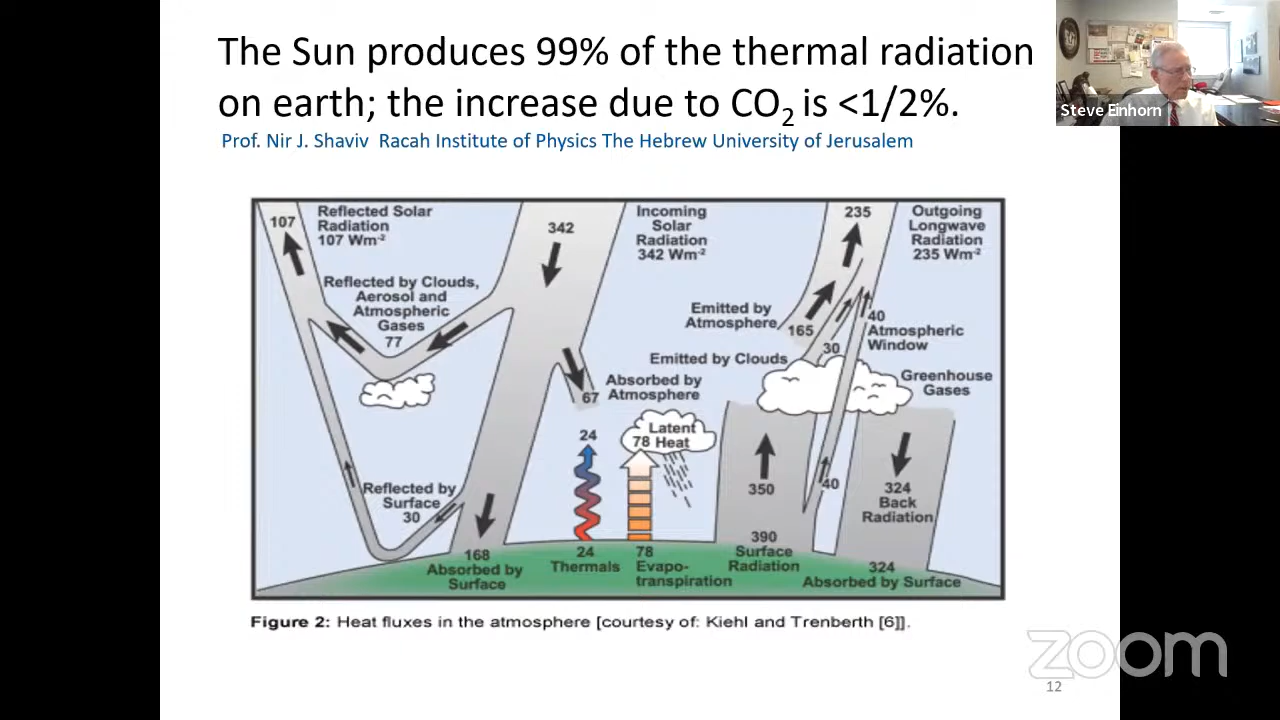 The Sun produces 99% of the thermal radiation
on earth; the increase due to CO₂ is <1/2%.
Prof. Nir J. Shaviv  Racah Institute of Physics The Hebrew University of Jerusalem
Steve Einhorn
107
Reflected Solar
Radiation
107 Wm⁻²
342
Incoming
Solar
Radiation
342 Wm⁻²
235
Outgoing
Longwave
Radiation
235 Wm⁻²
Reflected by Clouds,
Aerosol and
Atmospheric
Gases
77
Emitted by
Atmosphere
165
30
40
Atmospheric
Window
Emitted by Clouds
Greenhouse
Gases
67
Absorbed by
Atmosphere
24
Latent
78 Heat
350
40
324
Back
Radiation
Reflected by
Surface
30
168
Absorbed by
Surface
24
Thermals
78
Evapo-
transpiration
390
Surface
Radiation
324
Absorbed by Surface
Figure 2: Heat fluxes in the atmosphere [courtesy of: Kiehl and Trenberth [6]].
zoom
12